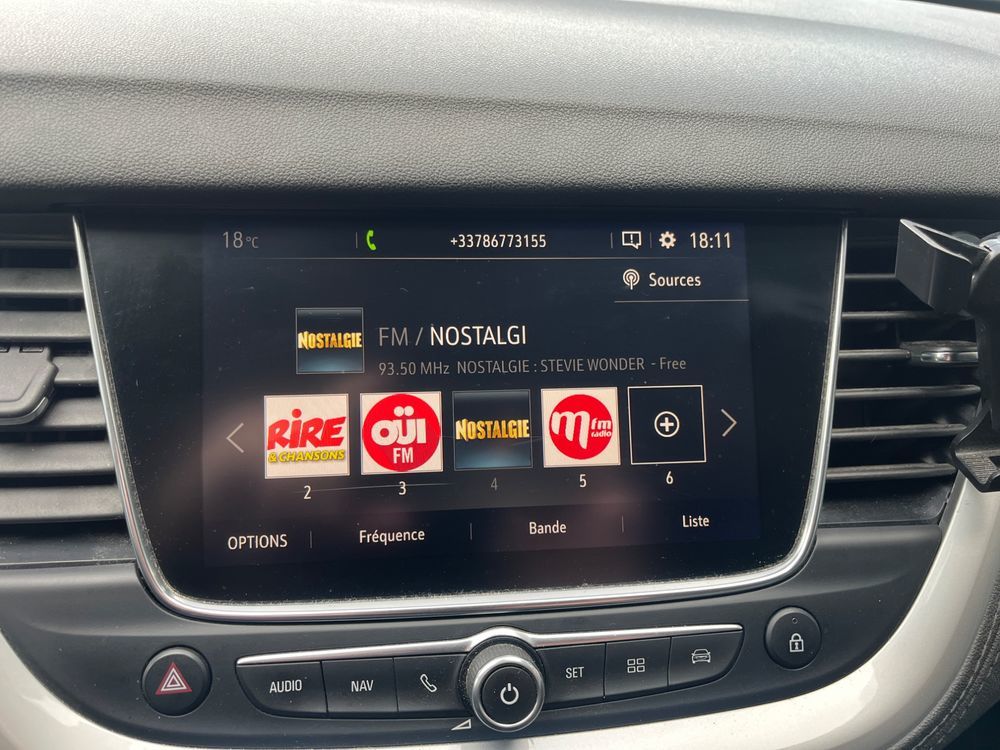 18°C +33786773155 18:11
Sources
NOSTALGIE FM / NOSTALGI
93.50 MHz NOSTALGIE : STEVIE WONDER - Free
RIRE & CHANSONS
OÜI FM
NOSTALGIE
mfm radio
2 3 4 5 6
OPTIONS Fréquence Bande Liste
AUDIO NAV SET